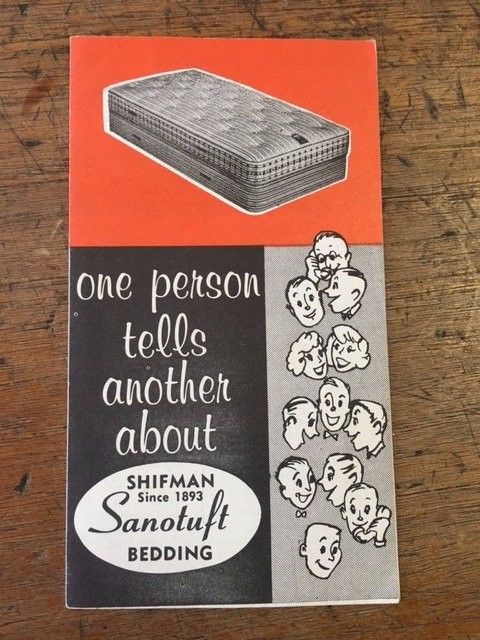 one person
tells
another
about
SHIFMAN
Since 1893
Sanotuft
BEDDING